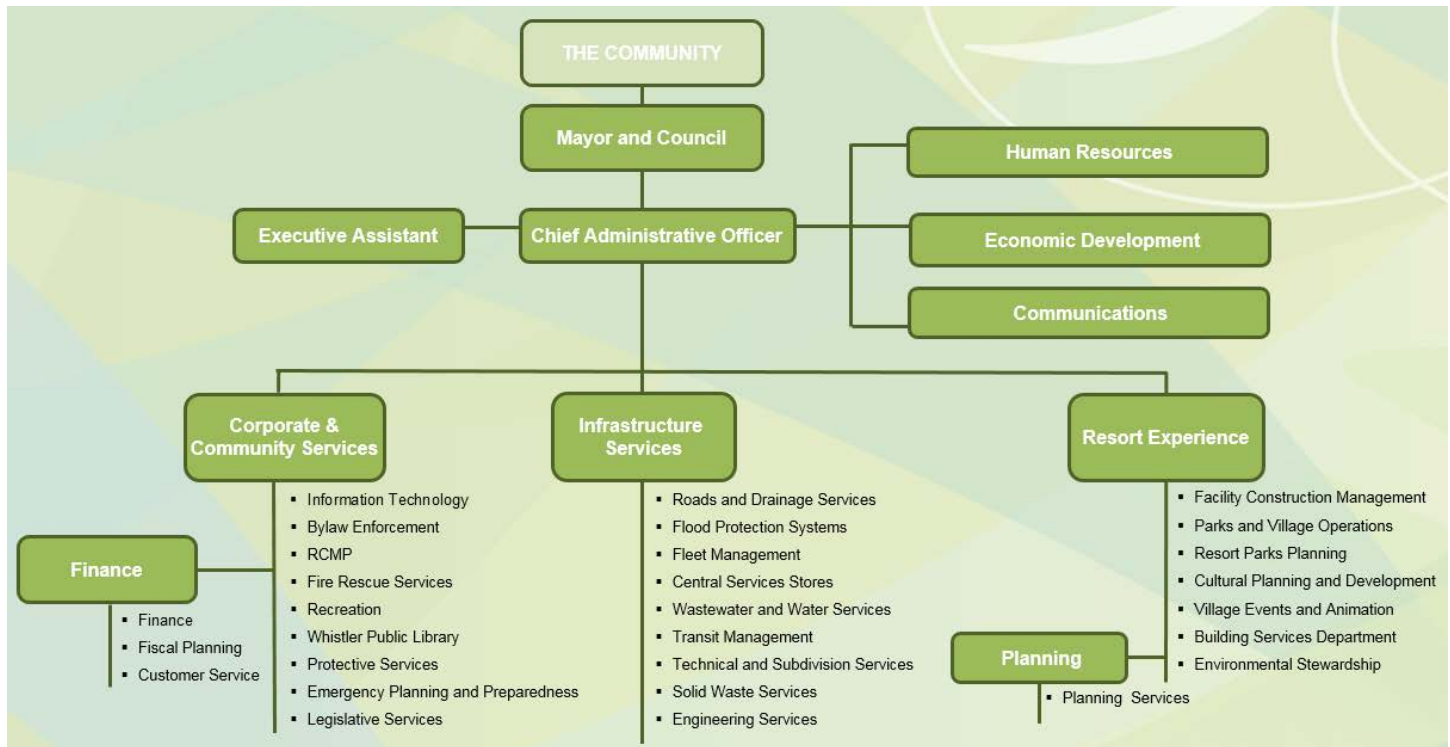 THE COMMUNITY
Mayor and Council
Human Resources
Executive Assistant
Chief Administrative Officer
Economic Development
Communications
Corporate &
Community Services
Information Technology
Bylaw Enforcement
RCMP
Fire Rescue Services
Recreation
Whistler Public Library
Protective Services
Emergency Planning and Preparedness
Legislative Services
Finance
Finance
Fiscal Planning
Customer Service
Infrastructure
Services
Roads and Drainage Services
Flood Protection Systems
Fleet Management
Central Services Stores
Wastewater and Water Services
Transit Management
Technical and Subdivision Services
Solid Waste Services
Engineering Services
Resort Experience
Facility Construction Management
Parks and Village Operations
Resort Parks Planning
Cultural Planning and Development
Village Events and Animation
Building Services Department
Environmental Stewardship
Planning
Planning Services